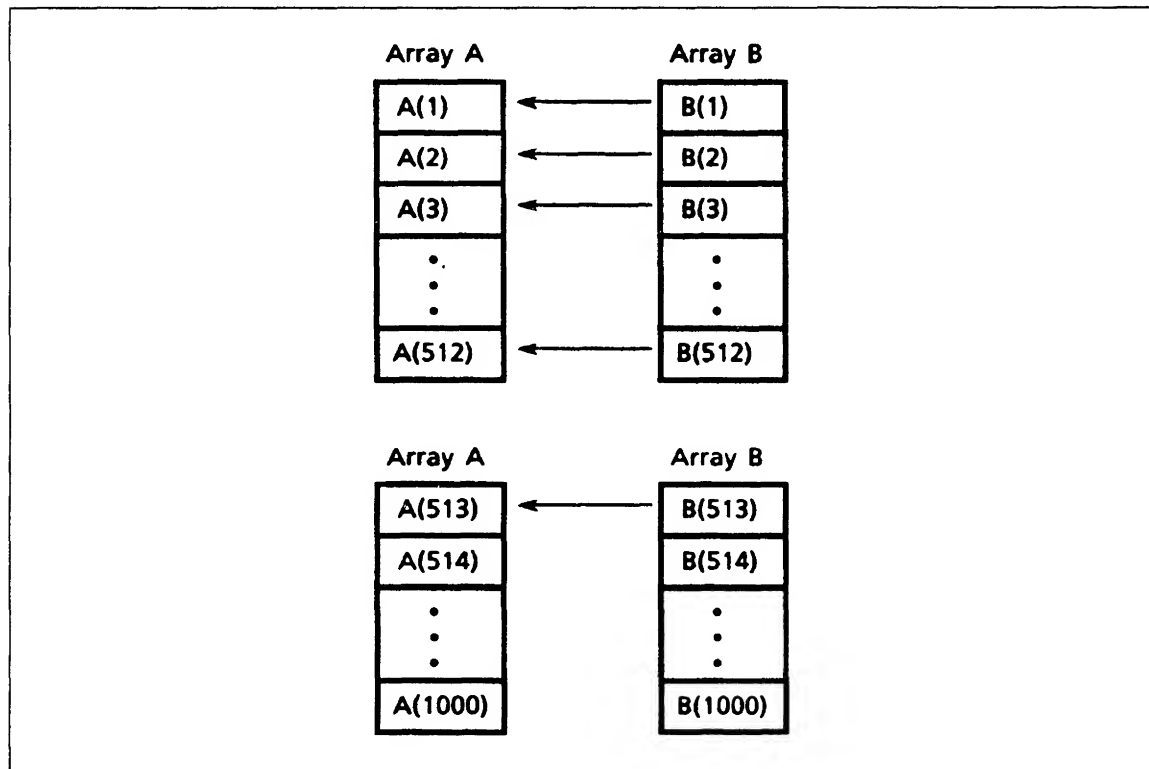 Array A Array B
A(1) B(1)
A(2) B(2)
A(3) B(3)
A(512) B(512)
Array A Array B
A(513) B(513)
A(514) B(514)
A(1000) B(1000)